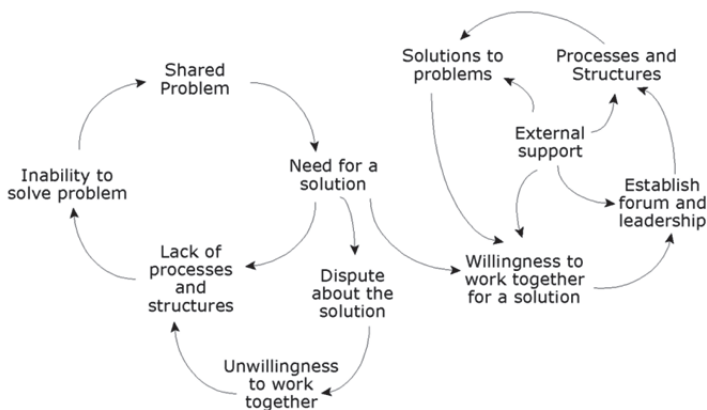 Solutions to
problems
Processes and
Structures
Shared
Problem
External
support
Need for a
solution
Inability to
solve problem
Establish
forum and
leadership
Lack of
processes
and
structures
Willingness to
work together
for a solution
Dispute
about the
solution
Unwillingness
to work
together